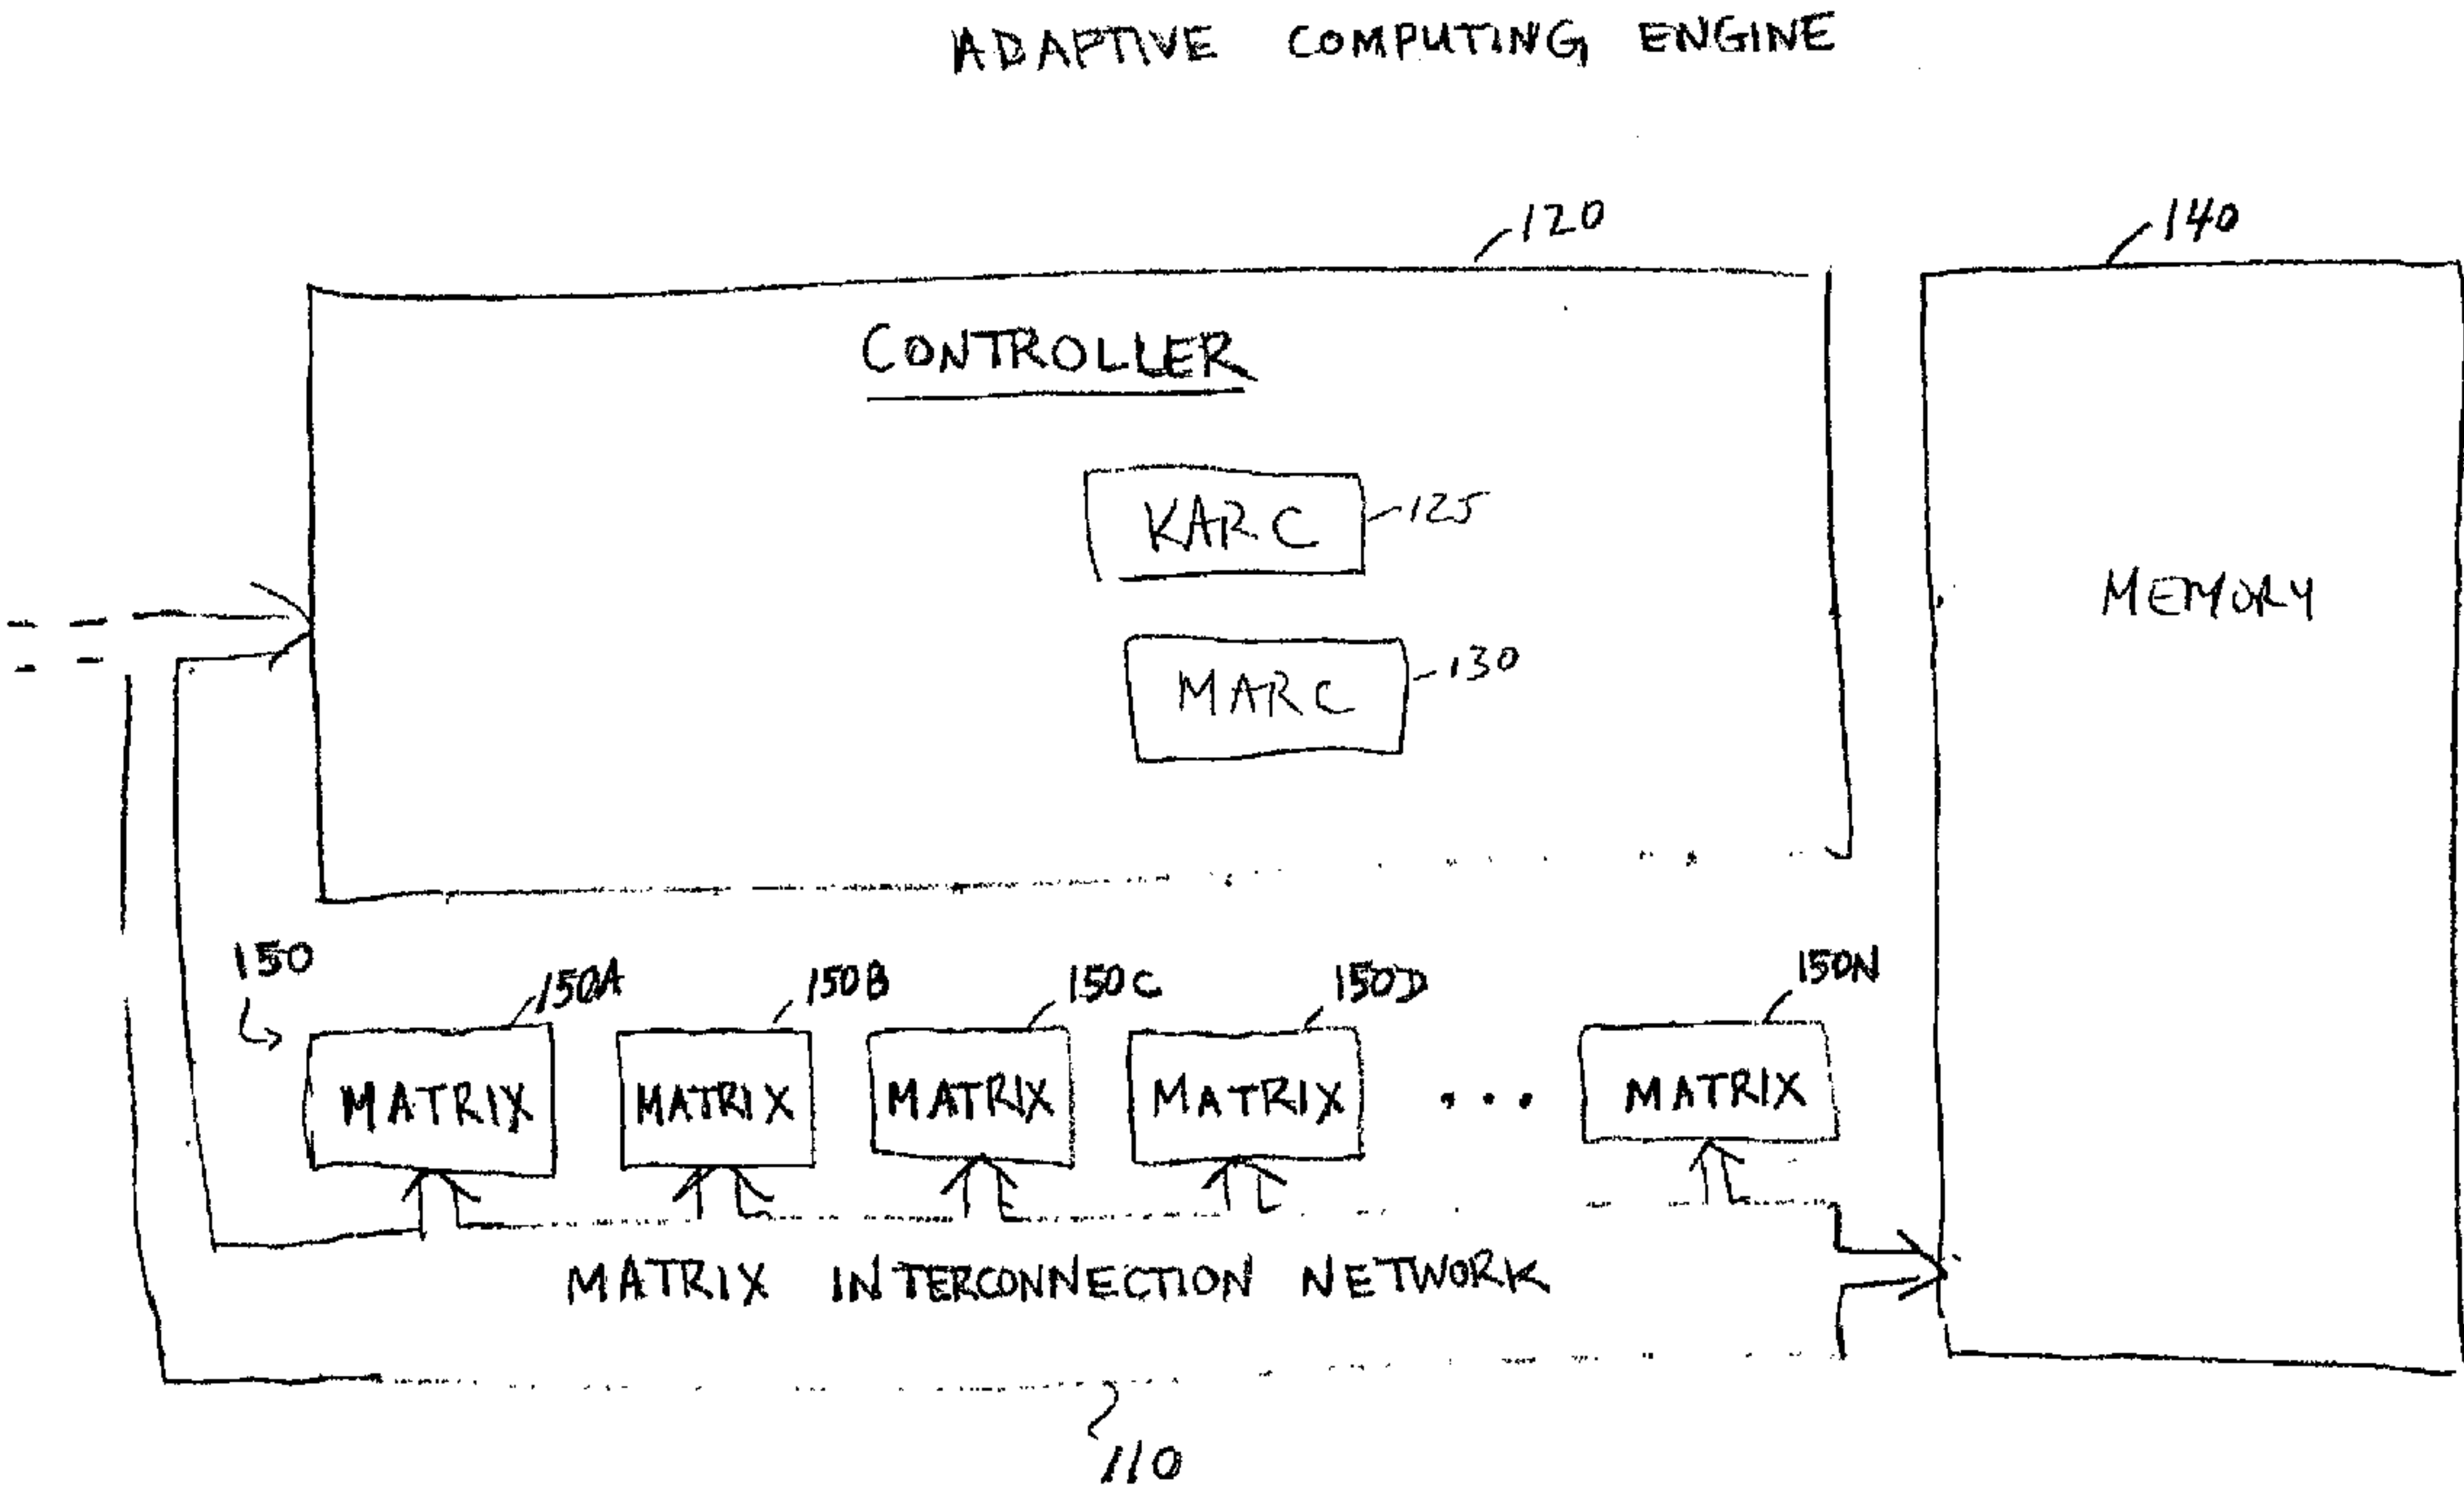 ADAPTIVE COMPUTING ENGINE
120
140
CONTROLLER
KARC
125
MEMORY
MARC
130
150
150A
150B
150C
150D
150N
MATRIX
MATRIX
MATRIX
MATRIX
...
MATRIX
MATRIX INTERCONNECTION NETWORK
110